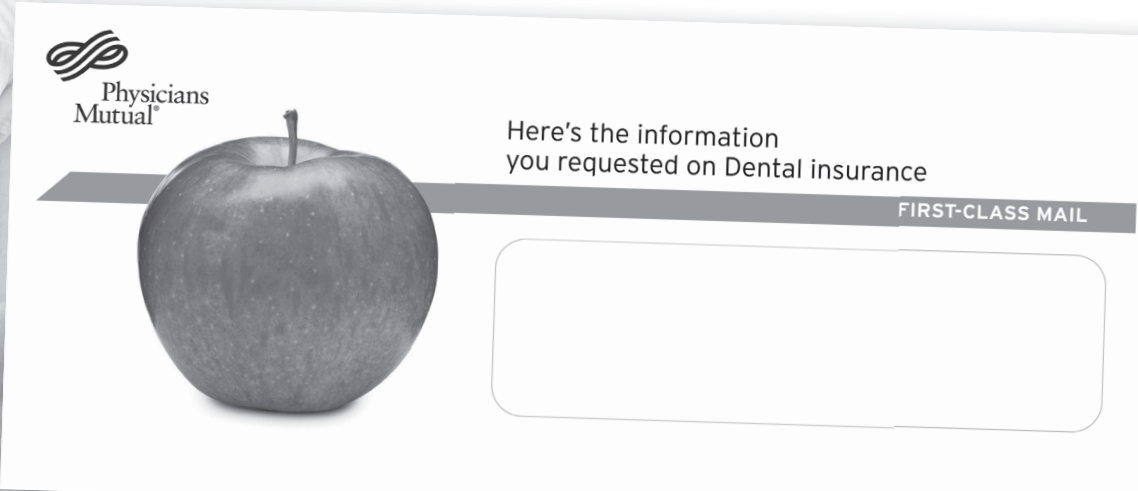 Physicians
Mutual®
Here's the information
you requested on Dental insurance
FIRST-CLASS MAIL